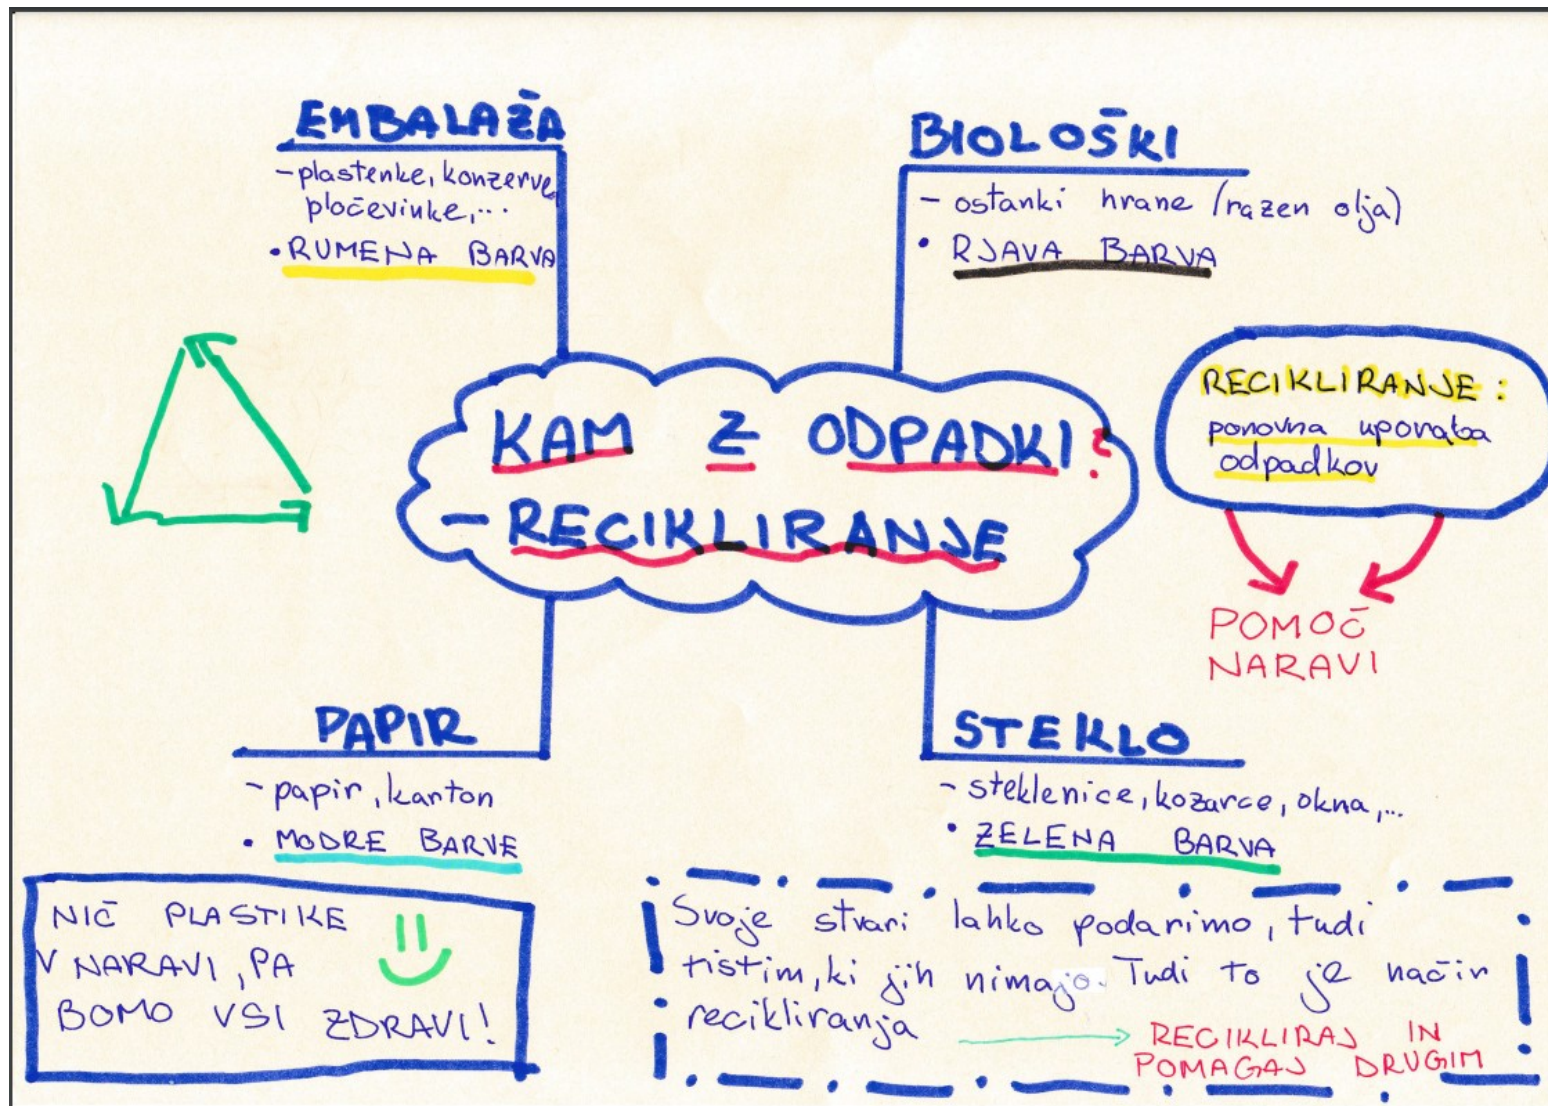 EMBALAŽA
- plastenke, konzerve
pločevinke,...
• RUMENA BARVA
BIOLOŠKI
- ostanki hrane (razen olja)
• RJAVA BARVA
KAM Z ODPADKI?
- RECIKLIRANJE
RECIKLIRANJE:
ponovna uporaba
odpadkov
POMOČ
NARAVI
PAPIR
- papir, karton
• MODRE BARVE
STEKLO
- steklenice, kozarce, okna,...
• ZELENA BARVA
NIČ PLASTIKE
V NARAVI, PA
BOMO VSI ZDRAVI!
Svoje stvari lahko podarimo, tudi
tistim, ki jih nimajo. Tudi to je način
recikliranja
RECIKLIRAJ IN
POMAGAJ DRUGIM